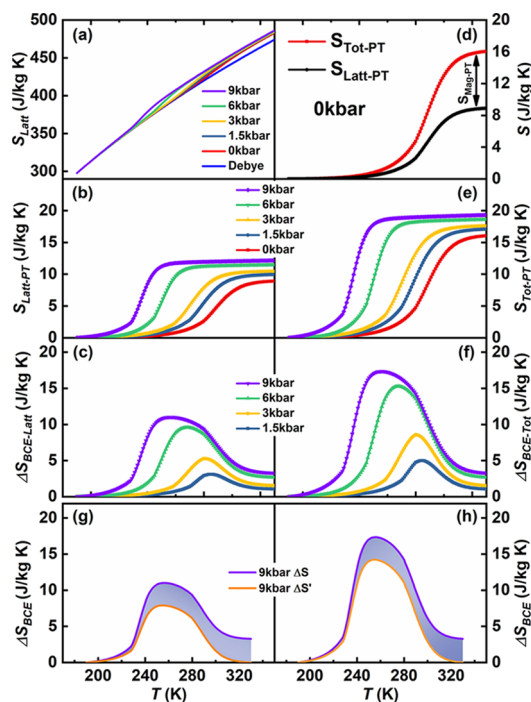 (a)
500
450
400
350
300
S_Latt (J/kg K)
9kbar
6kbar
3kbar
1.5kbar
0kbar
Debye
(d)
S_Tot-PT
S_Latt-PT
0kbar
S_Mag-PT
20
16
12
8
4
0
S (J/kg K)
(b)
20
15
10
5
0
S_Latt-PT (J/kg K)
9kbar
6kbar
3kbar
1.5kbar
0kbar
(e)
20
15
10
5
0
S_Tot-PT (J/kg K)
(c)
20
15
10
5
0
ΔS_BCE-Latt (J/kg K)
9kbar
6kbar
3kbar
1.5kbar
(f)
20
15
10
5
0
ΔS_BCE-Tot (J/kg K)
(g)
20
15
10
5
0
ΔS_BCE (J/kg K)
9kbar ΔS
9kbar ΔS'
(h)
20
15
10
5
0
ΔS_BCE (J/kg K)
200 240 280 320
T (K)
200 240 280 320
T (K)